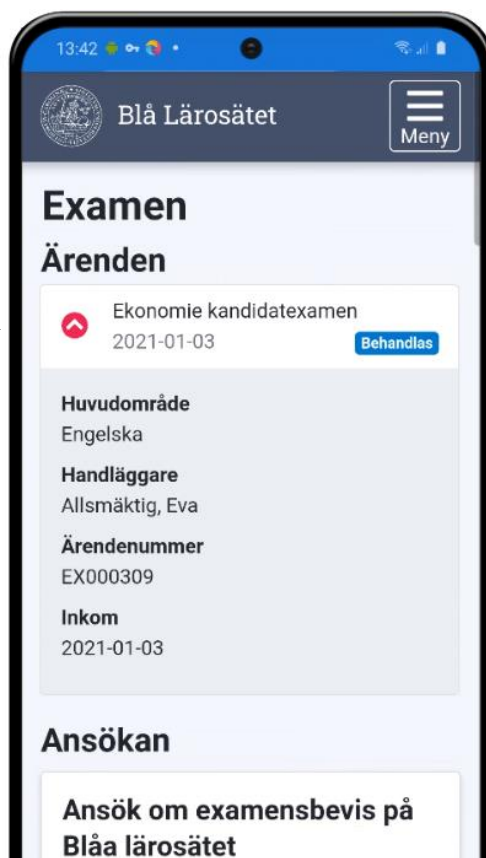 13:42
Blå Lärosätet
Meny
Examen
Ärenden
Ekonomie kandidatexamen
2021-01-03
Behandlas
Huvudområde
Engelska
Handläggare
Allsmäktig, Eva
Ärendenummer
EX000309
Inkom
2021-01-03
Ansökan
Ansök om examensbevis på
Blåa lärosätet